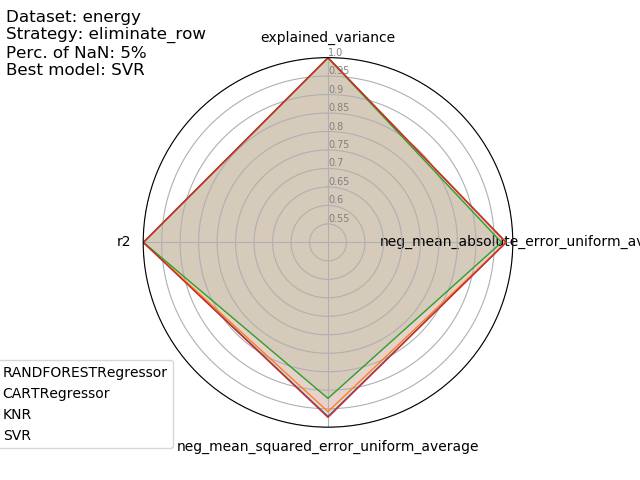 Dataset: energy
Strategy: eliminate_row
Perc. of NaN: 5%
Best model: SVR
explained_variance
1.0
0.95
0.9
0.85
0.8
0.75
0.7
0.65
0.6
0.55
r2
neg_mean_absolute_error_uniform_av
RANDFORESTRegressor
CARTRegressor
KNR
SVR
neg_mean_squared_error_uniform_average